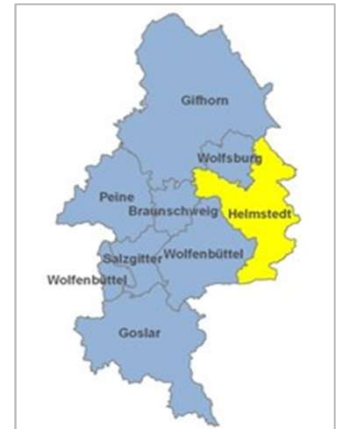 Gifhorn
Wolfsburg
Peine
Braunschweig
Helmstedt
Salzgitter
Wolfenbüttel
Wolfenbüttel
Goslar